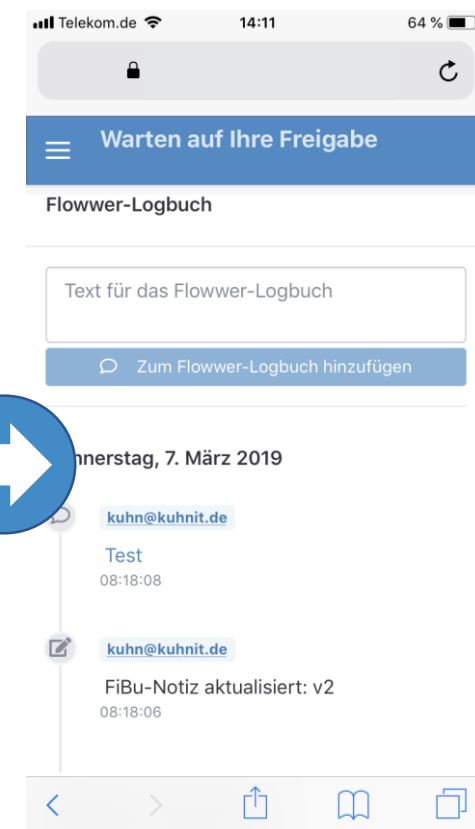 Telekom.de 14:11 64 %
Warten auf Ihre Freigabe
Flowwer-Logbuch
Text für das Flowwer-Logbuch
Zum Flowwer-Logbuch hinzufügen
nnerstag, 7. März 2019
kuhn@kuhnit.de
Test
08:18:08
kuhn@kuhnit.de
FiBu-Notiz aktualisiert: v2
08:18:06